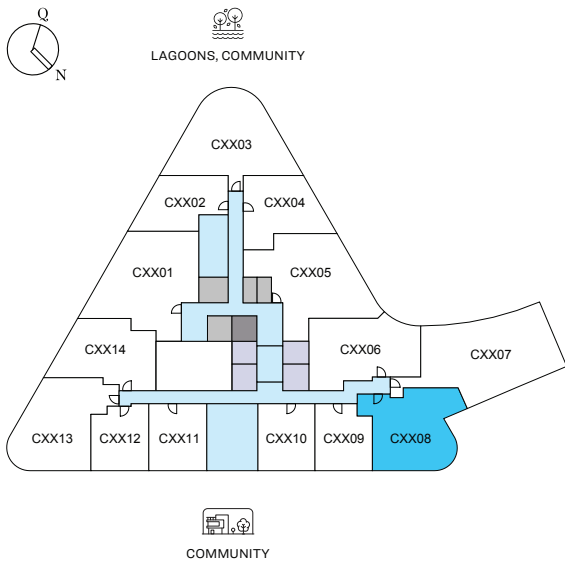 Q
N
LAGOONS, COMMUNITY
CXX03
CXX02
CXX04
CXX01
CXX05
CXX14
CXX06
CXX07
CXX13
CXX12
CXX11
CXX10
CXX09
CXX08
COMMUNITY